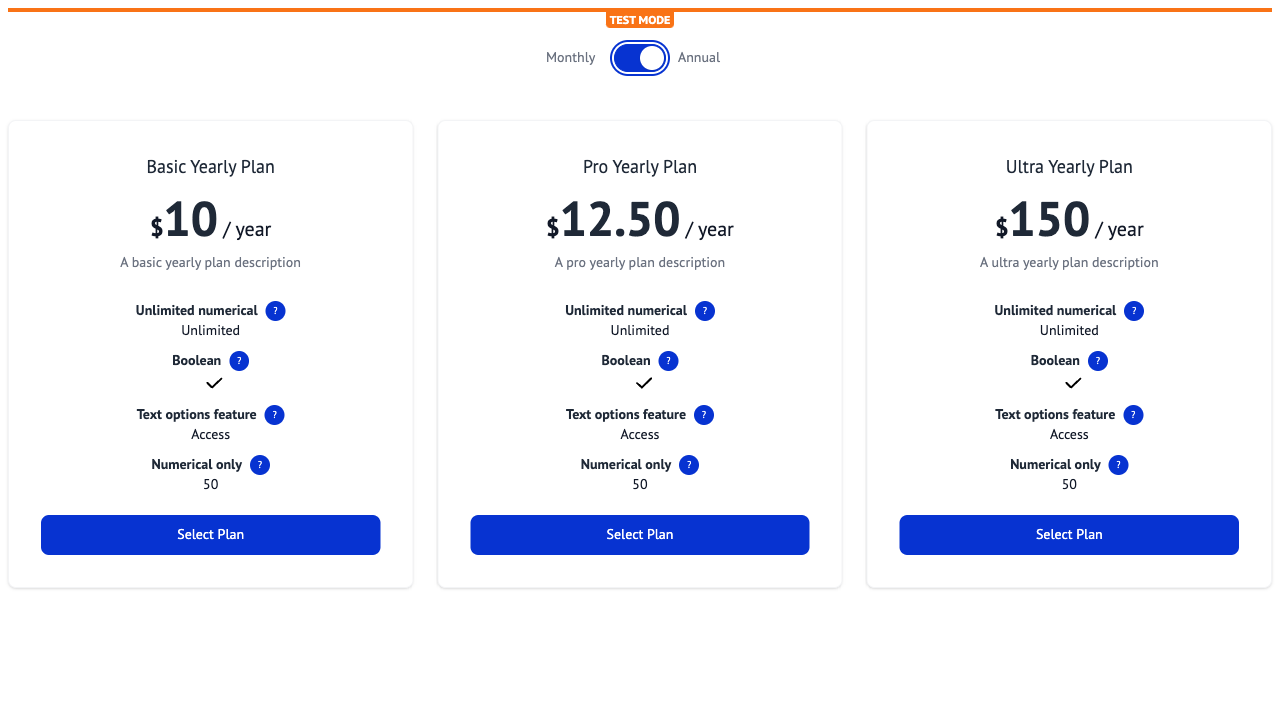 TEST MODE
Monthly Annual
Basic Yearly Plan
$10 / year
A basic yearly plan description
Unlimited numerical ?
Unlimited
Boolean ?
Text options feature ?
Access
Numerical only ?
50
Select Plan
Pro Yearly Plan
$12.50 / year
A pro yearly plan description
Unlimited numerical ?
Unlimited
Boolean ?
Text options feature ?
Access
Numerical only ?
50
Select Plan
Ultra Yearly Plan
$150 / year
A ultra yearly plan description
Unlimited numerical ?
Unlimited
Boolean ?
Text options feature ?
Access
Numerical only ?
50
Select Plan